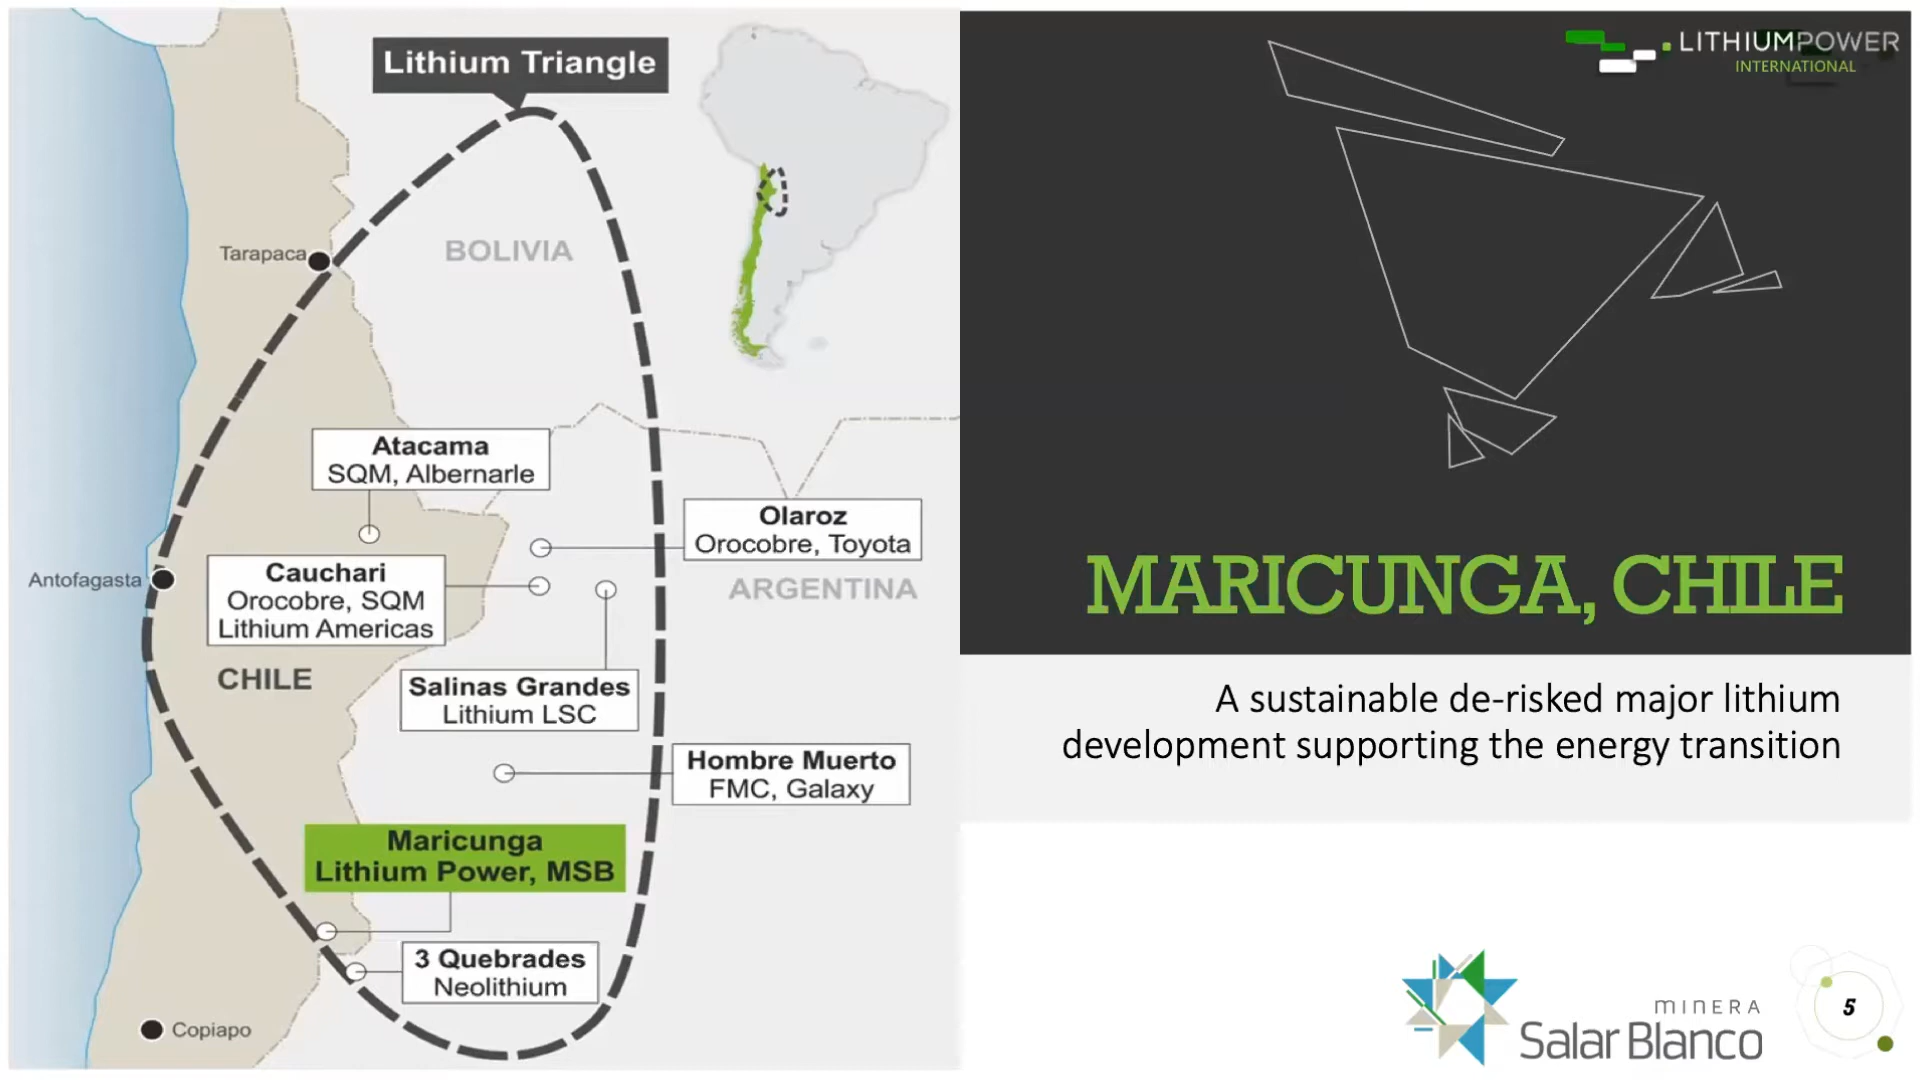 Lithium Triangle
BOLIVIA
Tarapaca
Atacama
SQM, Albernarle
Olaroz
Orocobre, Toyota
Antofagasta
Cauchari
Orocobre, SQM
Lithium Americas
ARGENTINA
CHILE
Salinas Grandes
Lithium LSC
Hombre Muerto
FMC, Galaxy
Maricunga
Lithium Power, MSB
3 Quebrades
Neolithium
Copiapo
LITHIUMPOWER
INTERNATIONAL
MARICUNGA, CHILE
A sustainable de-risked major lithium
development supporting the energy transition
MINERA
Salar Blanco
5